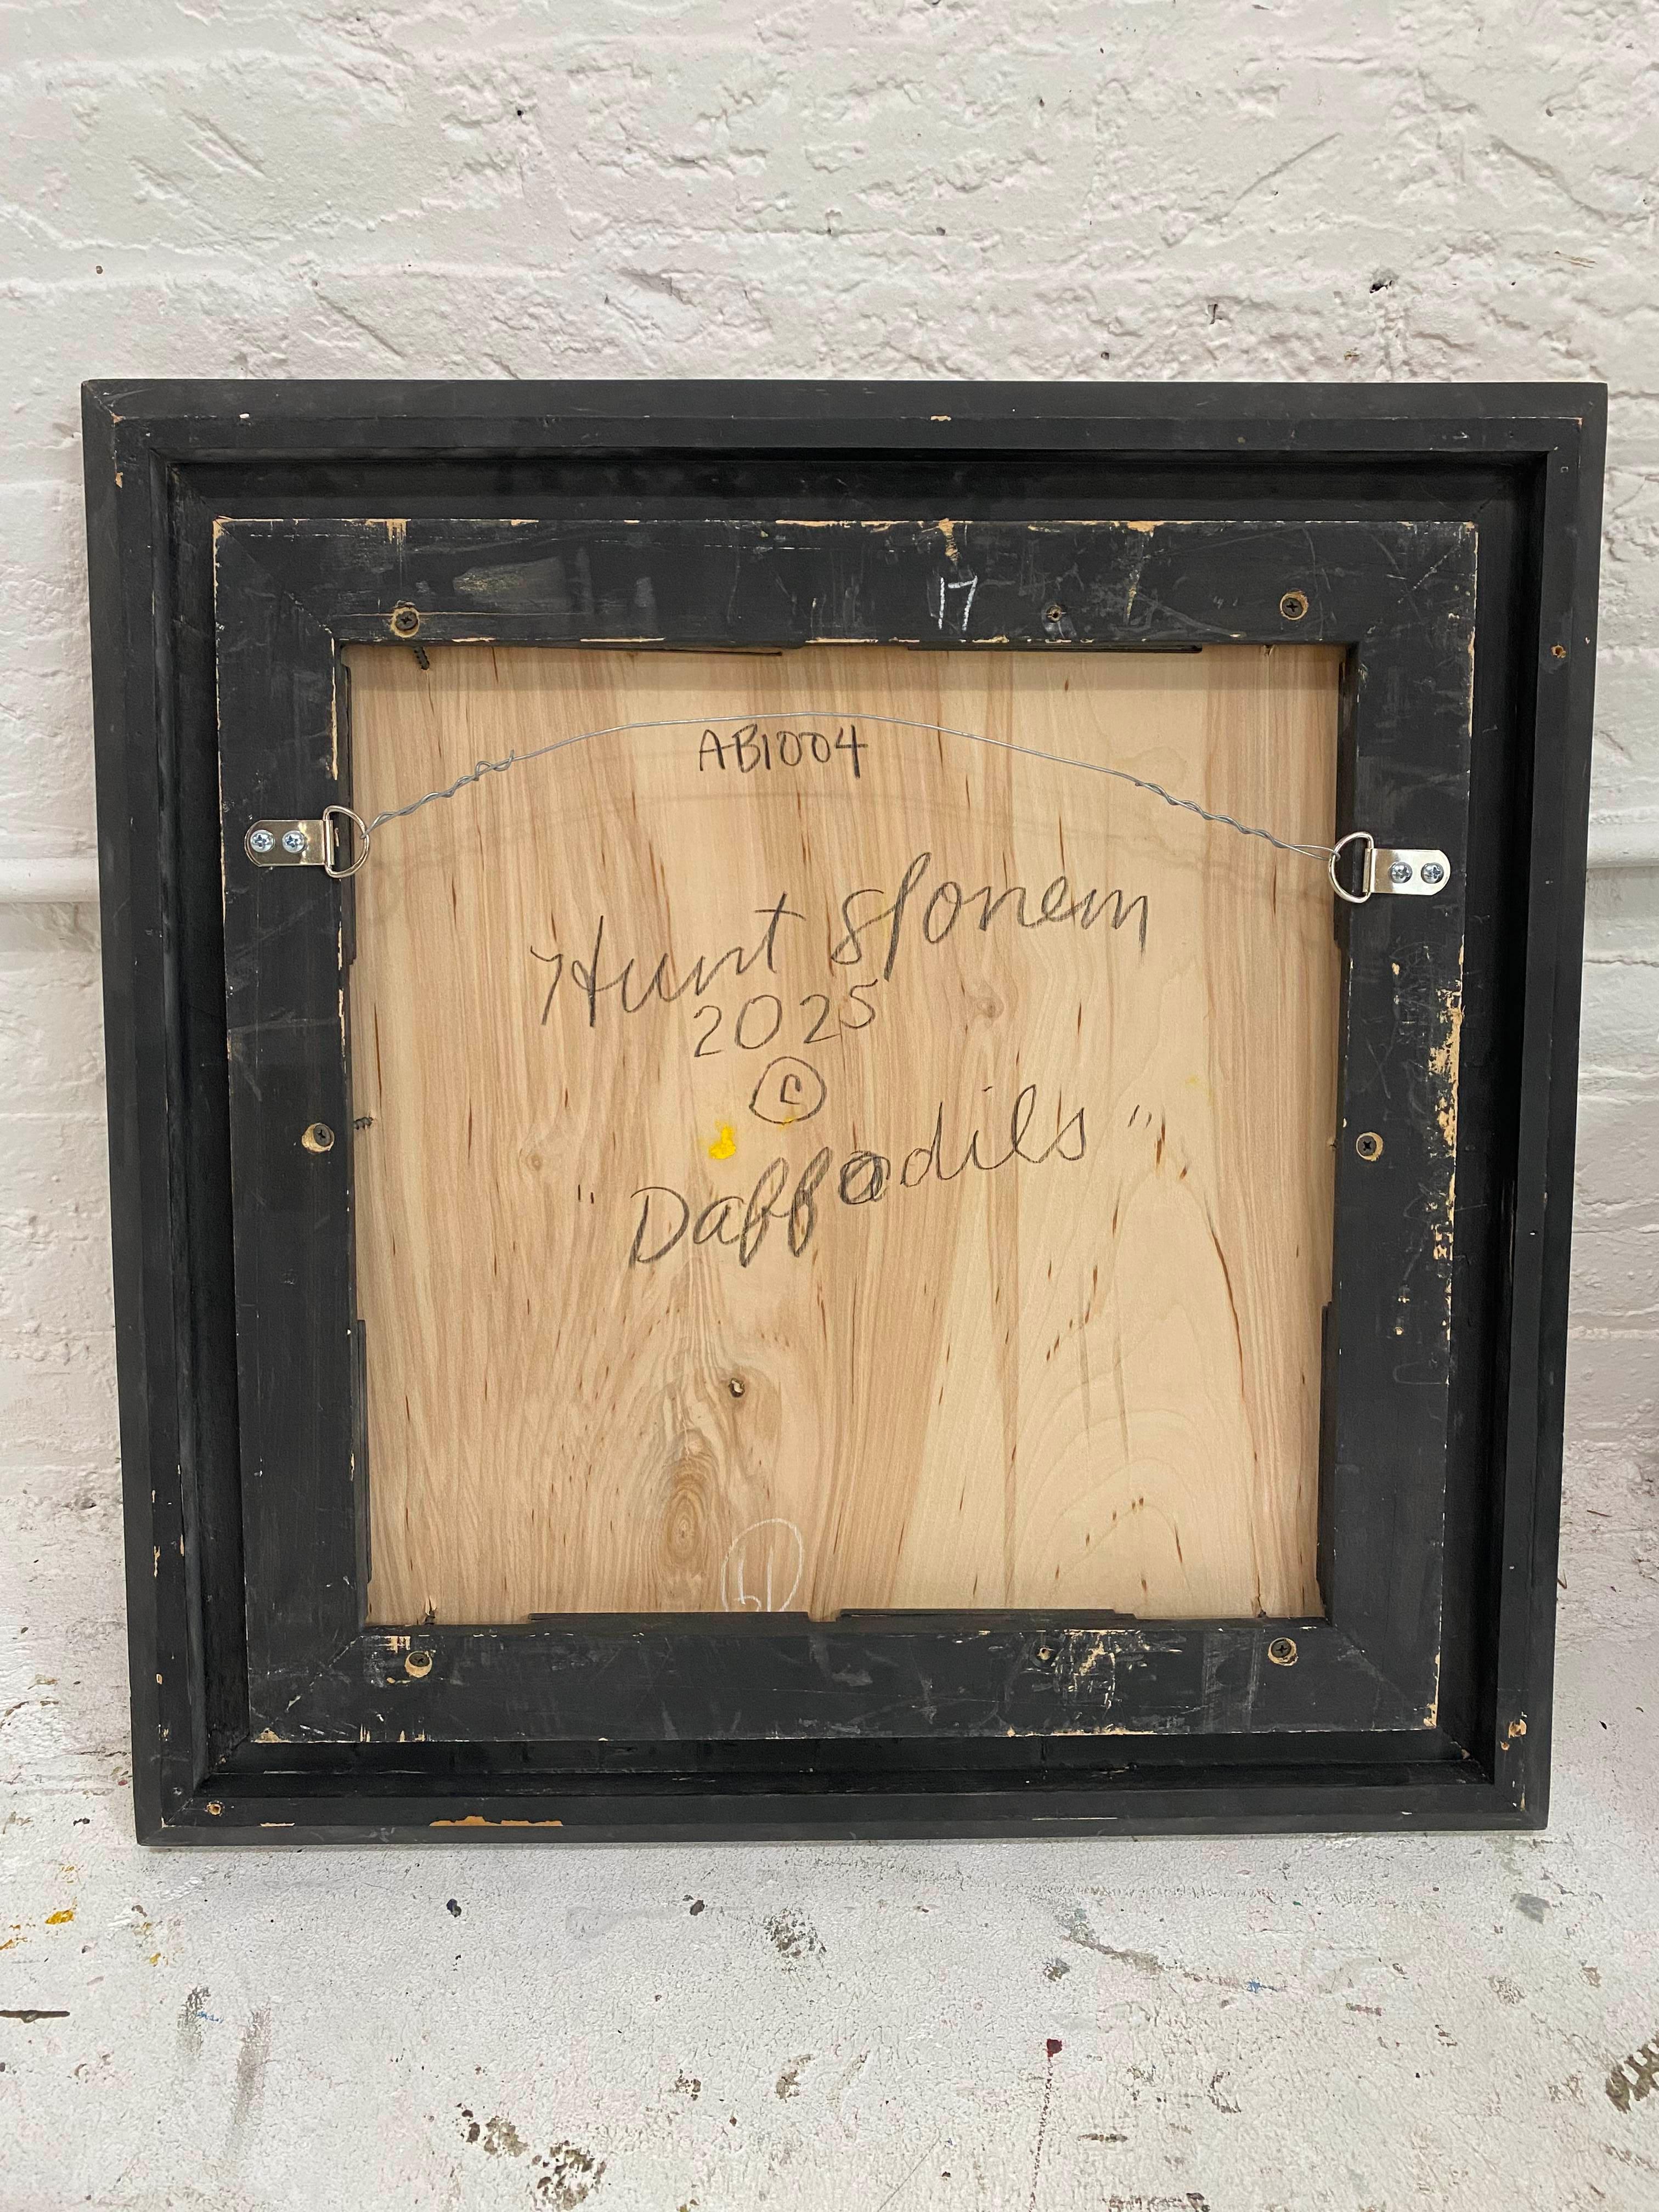 17
AB1004
Hunt Slonem
2025
©
"Daffodils"